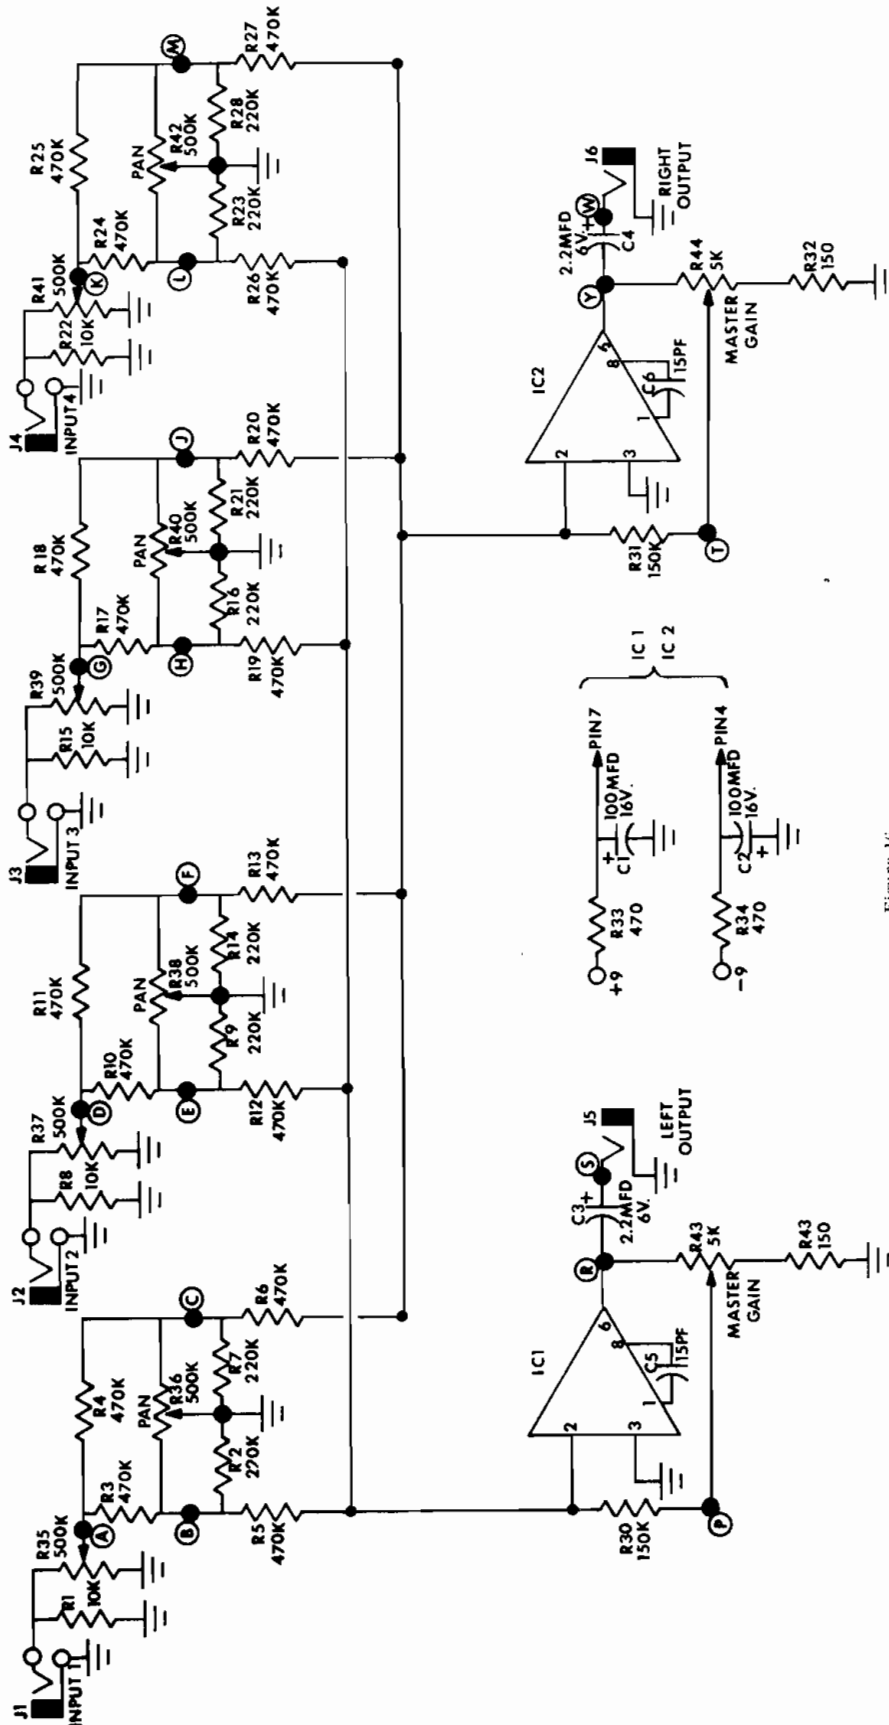 J1
INPUT 1
R1
10K
R35
500K
A
R3
470K
R4
470K
PAN
R36
500K
B
C
R2
220K
R7
220K
R5
470K
R6
470K
J2
INPUT 2
R8
10K
R37
500K
D
R10
470K
R11
470K
PAN
R38
500K
E
F
R9
220K
R14
220K
R12
470K
R13
470K
J3
INPUT 3
R15
10K
R39
500K
G
R17
470K
R18
470K
PAN
R40
500K
H
J
R16
220K
R21
220K
R19
470K
R20
470K
J4
INPUT 4
R22
10K
R41
500K
K
R24
470K
R25
470K
PAN
R42
500K
L
M
R23
220K
R28
220K
R26
470K
R27
470K
IC1
2
3
6
8
1
C5
15PF
R30
150K
P
R
C3
+
2.2MFD
6V.
S
J5
LEFT
OUTPUT
R43
5K
MASTER
GAIN
R43
150
+9
R33
470
+
C1
100MFD
16V.
PIN7
-9
R34
470
C2
+
100MFD
16V.
PIN4
IC 1
IC 2
IC2
2
3
6
8
1
C6
15PF
R31
150K
T
Y
2.2MFD
6V.
+
C4
W
J6
RIGHT
OUTPUT
R44
5K
MASTER
GAIN
R32
150